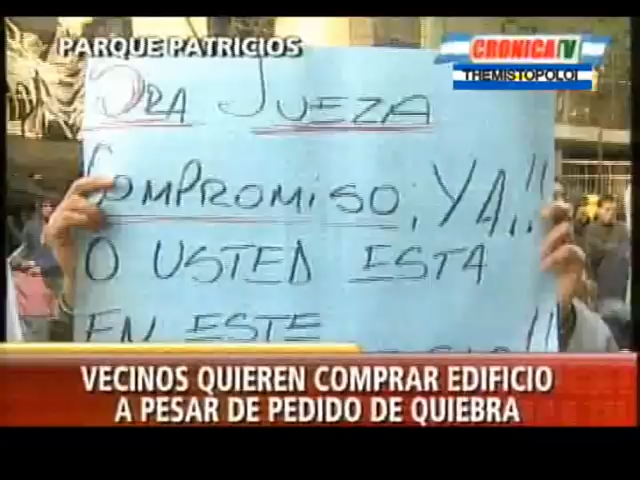 PARQUE PATRICIOS
CRONICA TV
THEMISTOPOLOI
SRA JUEZA
COMPROMISO, YA!!
O USTED ESTA
EN ESTE
VECINOS QUIEREN COMPRAR EDIFICIO
A PESAR DE PEDIDO DE QUIEBRA